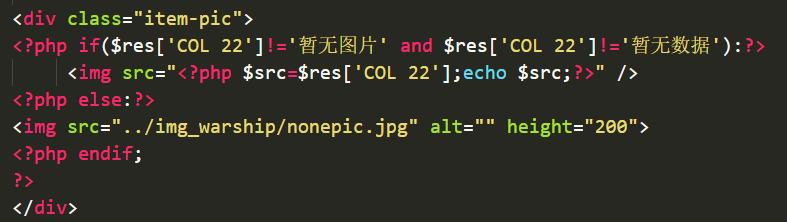 <div class="item-pic">
<?php if($res['COL 22']!='暂无图片' and $res['COL 22']!='暂无数据'):?>
    <img src="<?php $src=$res['COL 22'];echo $src;?>" />
<?php else:?>
<img src="../img_warship/nonepic.jpg" alt="" height="200">
<?php endif;
?>
</div>